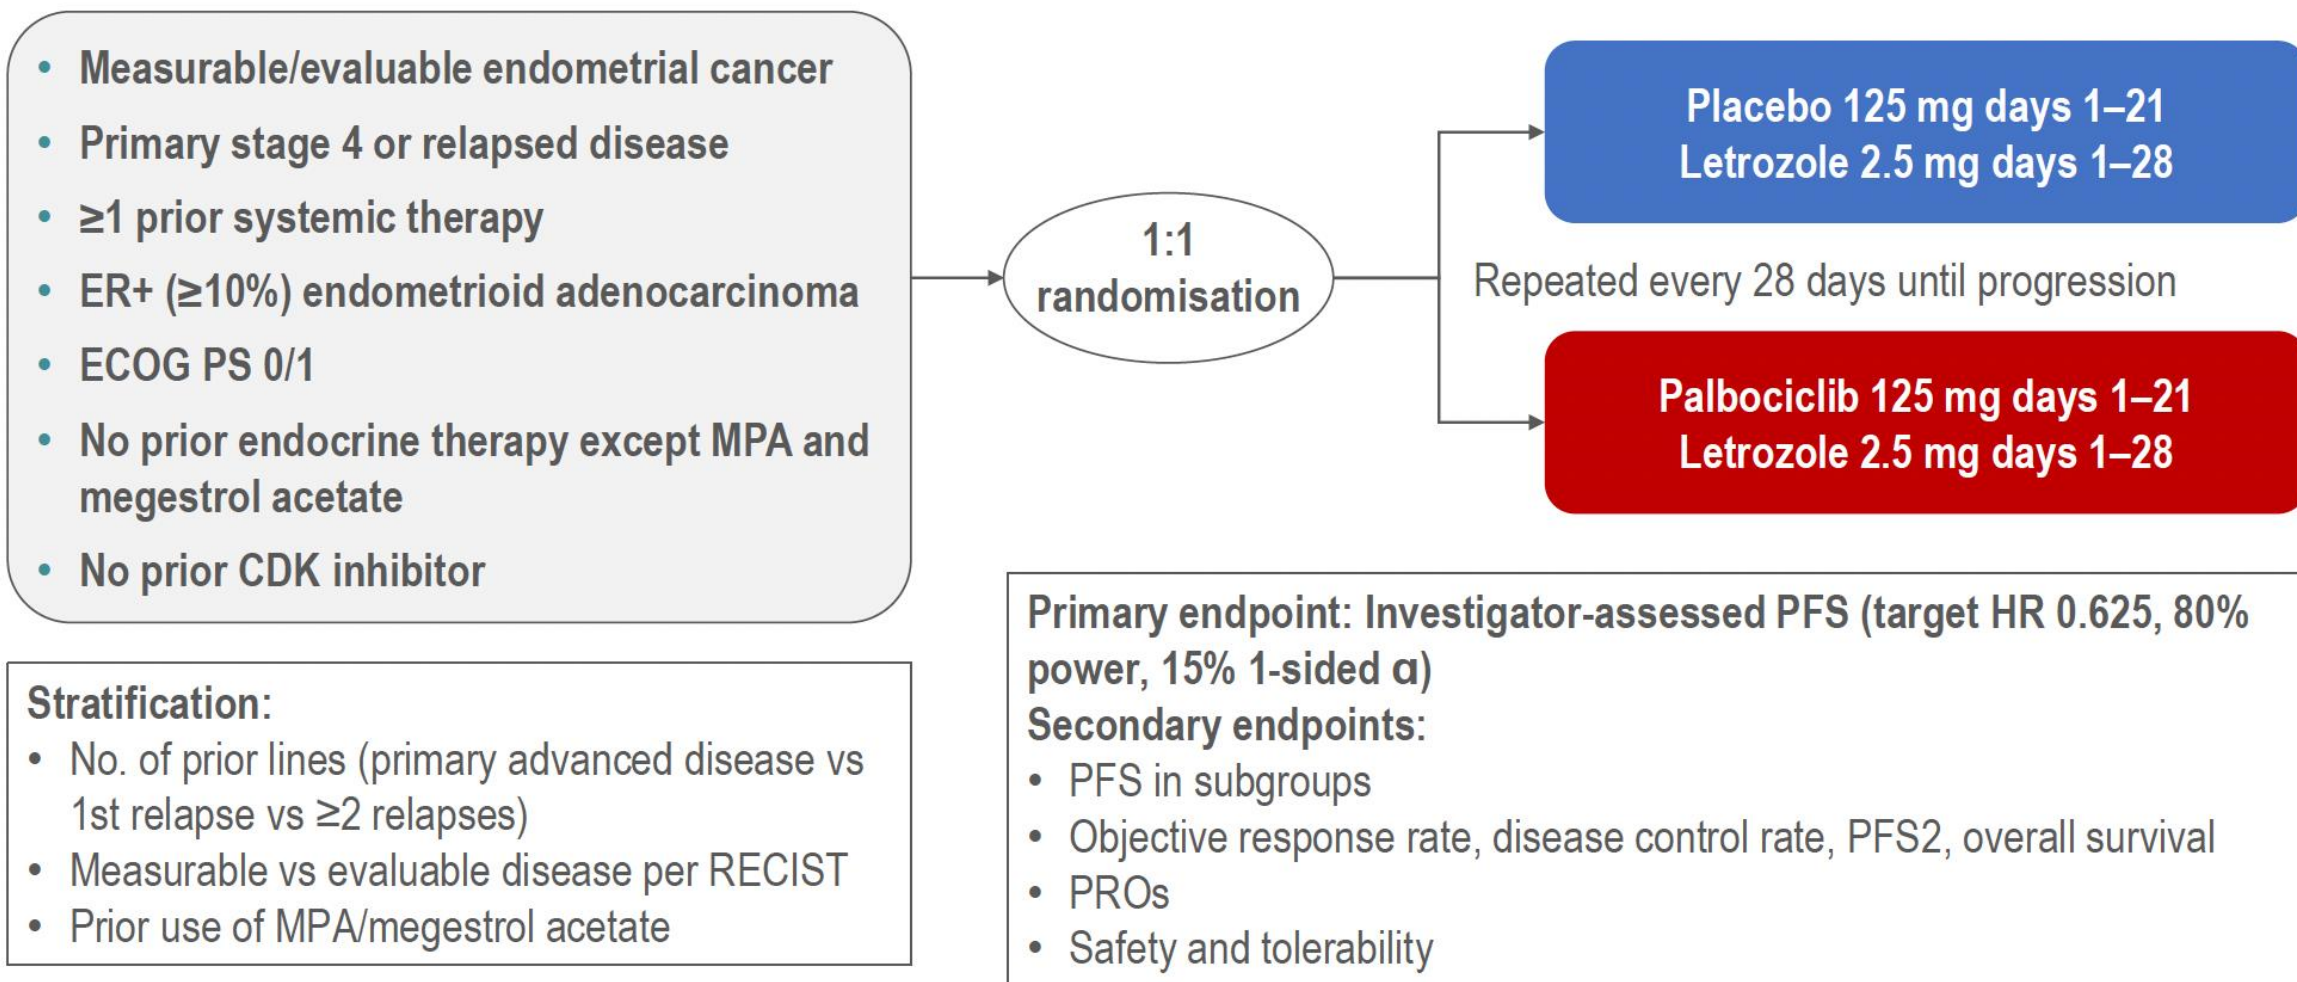 • Measurable/evaluable endometrial cancer
• Primary stage 4 or relapsed disease
• ≥1 prior systemic therapy
• ER+ (≥10%) endometrioid adenocarcinoma
• ECOG PS 0/1
• No prior endocrine therapy except MPA and
megestrol acetate
• No prior CDK inhibitor
Stratification:
• No. of prior lines (primary advanced disease vs
1st relapse vs ≥2 relapses)
• Measurable vs evaluable disease per RECIST
• Prior use of MPA/megestrol acetate
1:1
randomisation
Placebo 125 mg days 1–21
Letrozole 2.5 mg days 1–28
Repeated every 28 days until progression
Palbociclib 125 mg days 1–21
Letrozole 2.5 mg days 1–28
Primary endpoint: Investigator-assessed PFS (target HR 0.625, 80%
power, 15% 1-sided α)
Secondary endpoints:
• PFS in subgroups
• Objective response rate, disease control rate, PFS2, overall survival
• PROs
• Safety and tolerability